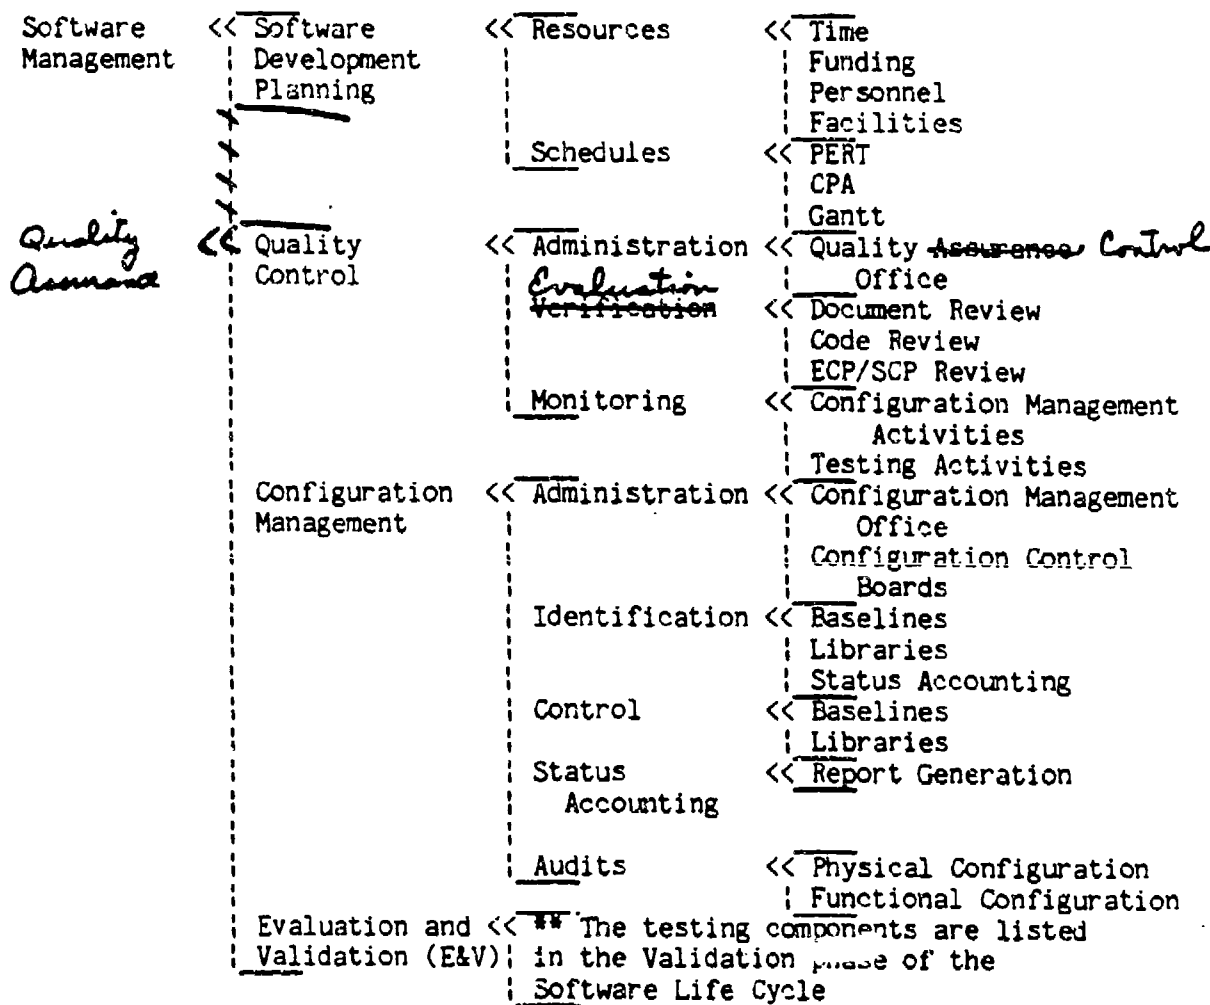 Software << Software << Resources << Time
Management Development Funding
Planning Personnel
Facilities
Schedules << PERT
CPA
Gantt
Quality << Quality << Administration << Quality Assurance Control
Assurance Control Evaluation Office
Verification << Document Review
Code Review
ECP/SCP Review
Monitoring << Configuration Management
Activities
Testing Activities
Configuration << Administration << Configuration Management
Management Office
Configuration Control
Boards
Identification << Baselines
Libraries
Status Accounting
Control << Baselines
Libraries
Status << Report Generation
Accounting
Audits << Physical Configuration
Functional Configuration
Evaluation and << ** The testing components are listed
Validation (E&V) in the Validation phase of the
Software Life Cycle